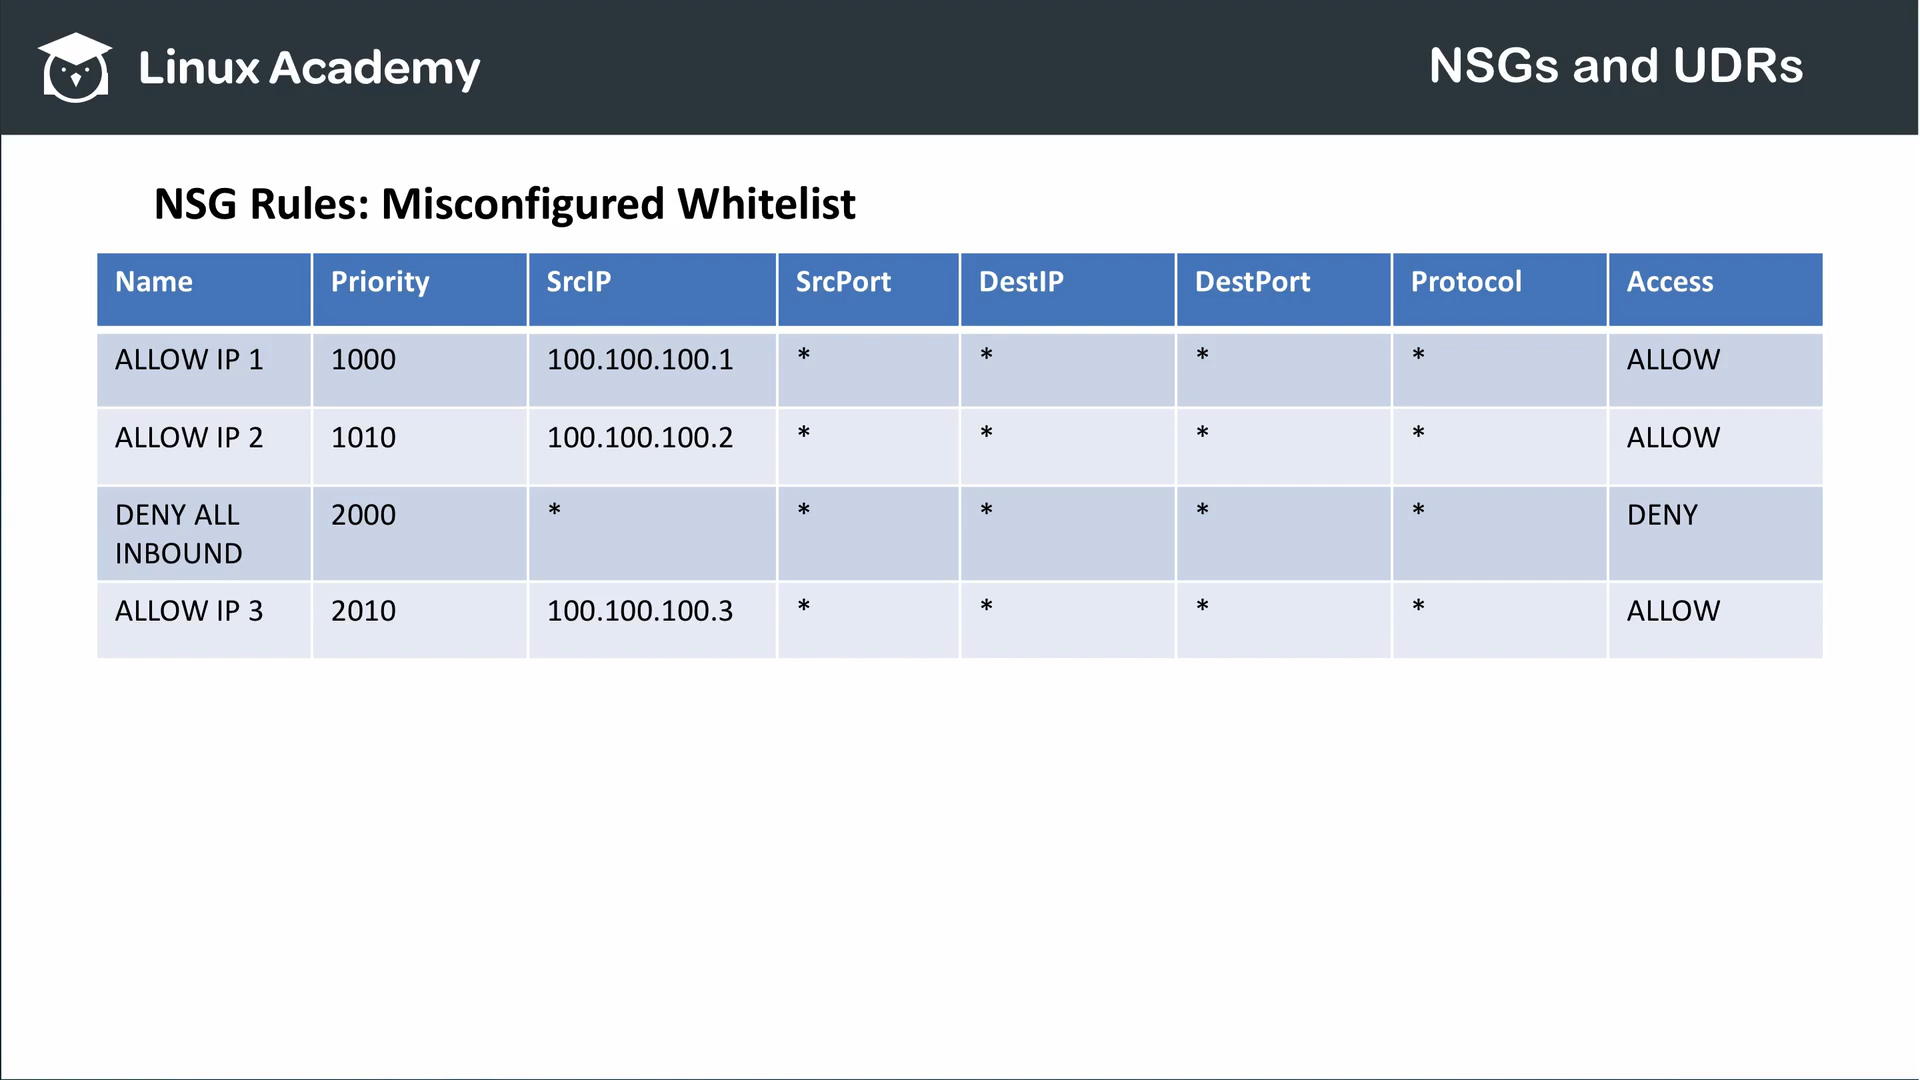 Linux Academy
NSGs and UDRs
NSG Rules: Misconfigured Whitelist
Name Priority SrcIP SrcPort DestIP DestPort Protocol Access
ALLOW IP 1 1000 100.100.100.1 * * * * ALLOW
ALLOW IP 2 1010 100.100.100.2 * * * * ALLOW
DENY ALL 2000 * * * * * DENY
INBOUND
ALLOW IP 3 2010 100.100.100.3 * * * * ALLOW